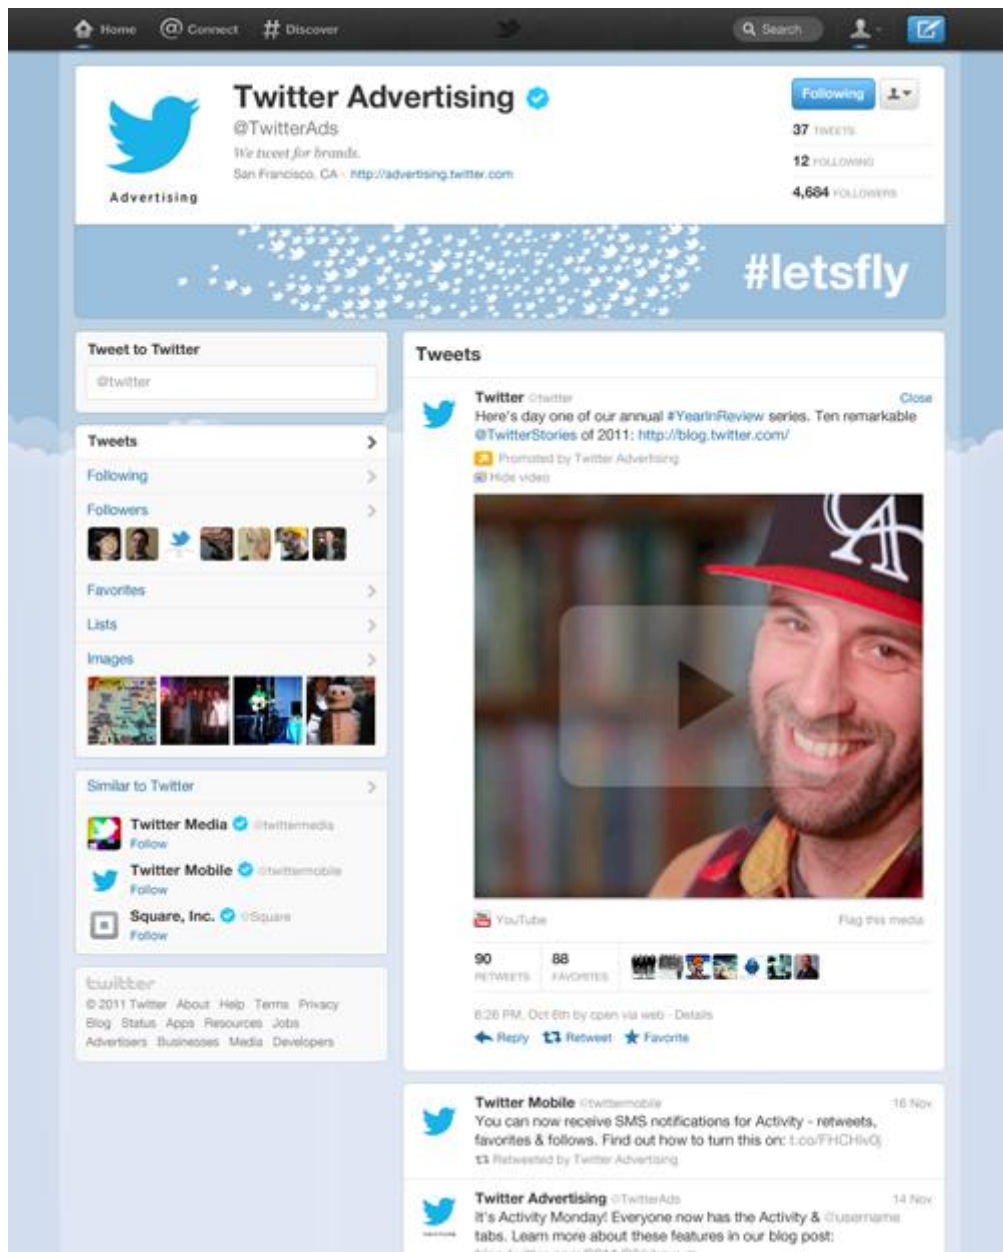 Home @ Connect # Discover Search
Twitter Advertising
@TwitterAds
We tweet for brands.
San Francisco, CA · http://advertising.twitter.com
Advertising
Following
37 TWEETS
12 FOLLOWING
4,684 FOLLOWERS
#letsfly
Tweet to Twitter
@twitter
Tweets
Following
Followers
Favorites
Lists
Images
Similar to Twitter
Twitter Media @twittermedia
Follow
Twitter Mobile @twittermobile
Follow
Square, Inc. @Square
Follow
twitter
© 2011 Twitter About Help Terms Privacy
Blog Status Apps Resources Jobs
Advertisers Businesses Media Developers
Tweets
Twitter @twitter Close
Here's day one of our annual #YearInReview series. Ten remarkable
@TwitterStories of 2011: http://blog.twitter.com/
Promoted by Twitter Advertising
Hide video
YouTube Flag this media
90
RETWEETS
88
FAVORITES
6:26 PM, Oct 6th by open via web · Details
Reply Retweet Favorite
Twitter Mobile @twittermobile 16 Nov
You can now receive SMS notifications for Activity - retweets,
favorites & follows. Find out how to turn this on:
Retweeted by Twitter Advertising
Twitter Advertising @TwitterAds 14 Nov
It's Activity Monday! Everyone now has the Activity & @username
tabs. Learn more about these features in our blog post: